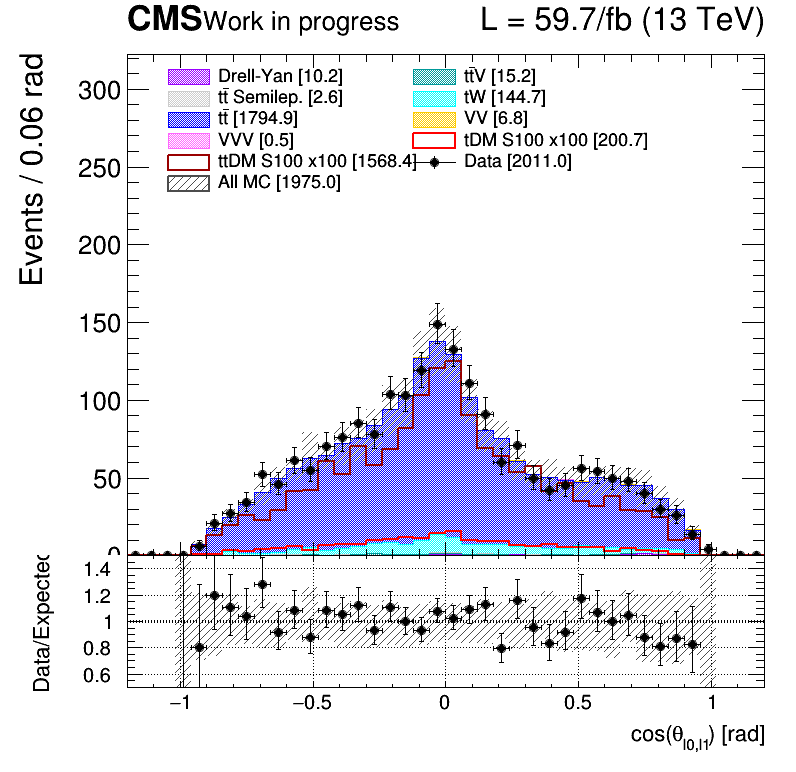 CMS Work in progress L = 59.7/fb (13 TeV)
Events / 0.06 rad
Drell-Yan [10.2] tt̄V [15.2]
tt̄ Semilep. [2.6] tW [144.7]
tt̄ [1794.9] VV [6.8]
VVV [0.5] tDM S100 x100 [200.7]
ttDM S100 x100 [1568.4] Data [2011.0]
All MC [1975.0]
300
250
200
150
100
50
0
Data/Expected
1.4
1.2
1
0.8
0.6
−1 −0.5 0 0.5 1
cos(θ_l0,l1) [rad]